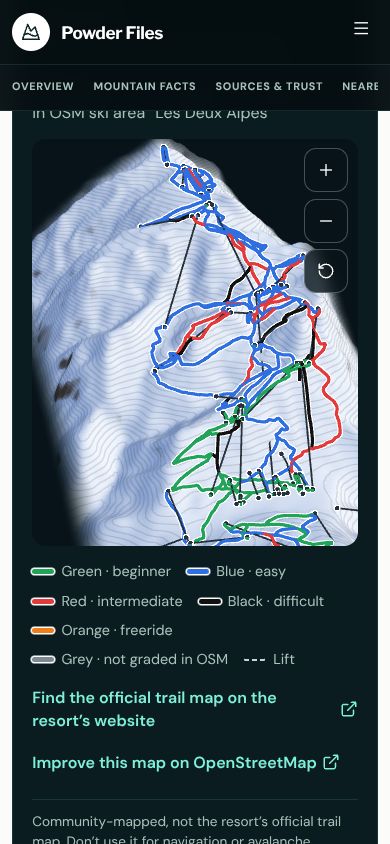 Powder Files
OVERVIEW MOUNTAIN FACTS SOURCES & TRUST NEARE
in OSM ski area "Les Deux Alpes"
+
−
Green · beginner Blue · easy
Red · intermediate Black · difficult
Orange · freeride
Grey · not graded in OSM Lift
Find the official trail map on the
resort’s website
Improve this map on OpenStreetMap
Community-mapped, not the resort’s official trail
map. Don’t use it for navigation or avalanche